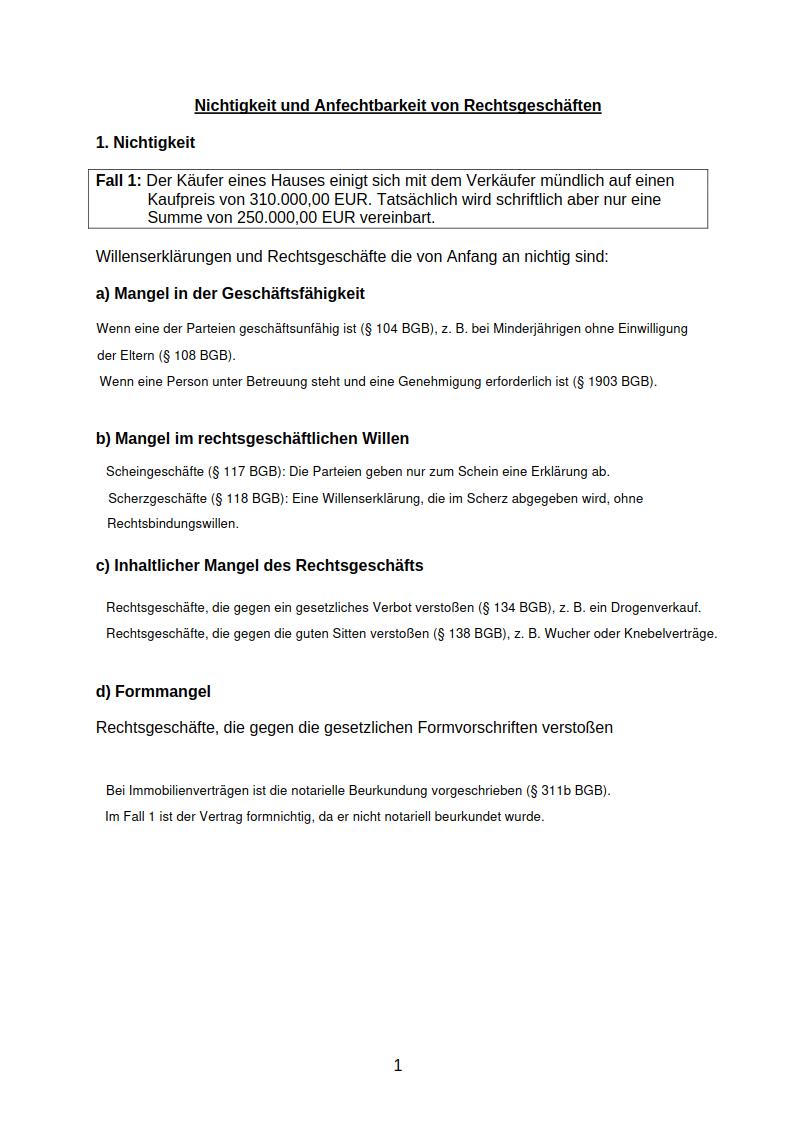 Nichtigkeit und Anfechtbarkeit von Rechtsgeschäften
1. Nichtigkeit
Fall 1: Der Käufer eines Hauses einigt sich mit dem Verkäufer mündlich auf einen
Kaufpreis von 310.000,00 EUR. Tatsächlich wird schriftlich aber nur eine
Summe von 250.000,00 EUR vereinbart.
Willenserklärungen und Rechtsgeschäfte die von Anfang an nichtig sind:
a) Mangel in der Geschäftsfähigkeit
Wenn eine der Parteien geschäftsunfähig ist (§ 104 BGB), z. B. bei Minderjährigen ohne Einwilligung
der Eltern (§ 108 BGB).
Wenn eine Person unter Betreuung steht und eine Genehmigung erforderlich ist (§ 1903 BGB).
b) Mangel im rechtsgeschäftlichen Willen
Scheingeschäfte (§ 117 BGB): Die Parteien geben nur zum Schein eine Erklärung ab.
Scherzgeschäfte (§ 118 BGB): Eine Willenserklärung, die im Scherz abgegeben wird, ohne
Rechtsbindungswillen.
c) Inhaltlicher Mangel des Rechtsgeschäfts
Rechtsgeschäfte, die gegen ein gesetzliches Verbot verstoßen (§ 134 BGB), z. B. ein Drogenverkauf.
Rechtsgeschäfte, die gegen die guten Sitten verstoßen (§ 138 BGB), z. B. Wucher oder Knebelverträge.
d) Formmangel
Rechtsgeschäfte, die gegen die gesetzlichen Formvorschriften verstoßen
Bei Immobilienverträgen ist die notarielle Beurkundung vorgeschrieben (§ 311b BGB).
Im Fall 1 ist der Vertrag formnichtig, da er nicht notariell beurkundet wurde.
1